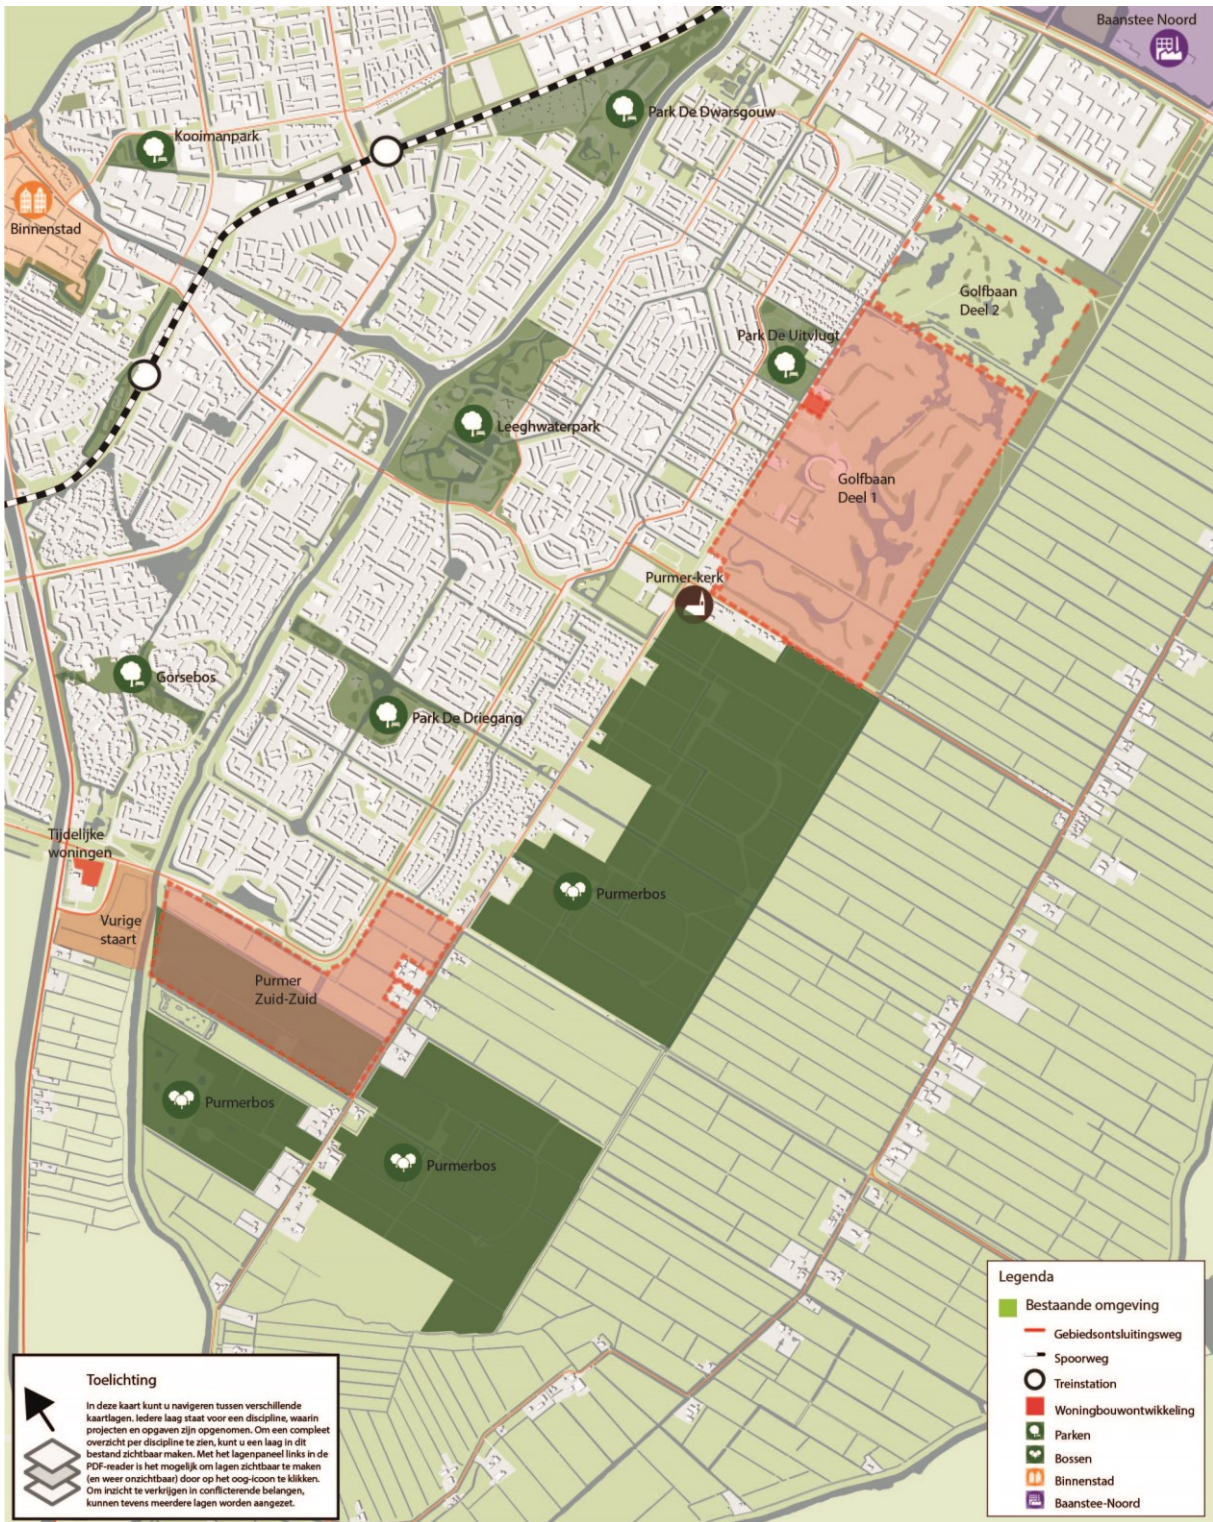 Baanstee Noord
Park De Dwarsgouw
Kooimanpark
Binnenstad
Golfbaan
Deel 2
Park De Uitvlugt
Leeghwaterpark
Golfbaan
Deel 1
Purmer-kerk
Gorsebos
Park De Driegang
Tijdelijke
woningen
Purmerbos
Vurige
staart
Purmer
Zuid-Zuid
Purmerbos
Purmerbos
Legenda
Bestaande omgeving
Gebiedsontsluitingsweg
Spoorweg
Treinstation
Woningbouwontwikkeling
Parken
Bossen
Binnenstad
Baanstee-Noord
Toelichting
In deze kaart kunt u navigeren tussen verschillende
kaartlagen. Iedere laag staat voor een discipline, waarin
projecten en opgaven zijn opgenomen. Om een compleet
overzicht per discipline te zien, kunt u een laag in dit
bestand zichtbaar maken. Met het lagenpaneel links in de
PDF-reader is het mogelijk om lagen zichtbaar te maken
(en weer onzichtbaar) door op het oog-icoon te klikken.
Om inzicht te verkrijgen in conflicterende belangen,
kunnen tevens meerdere lagen worden aangezet.